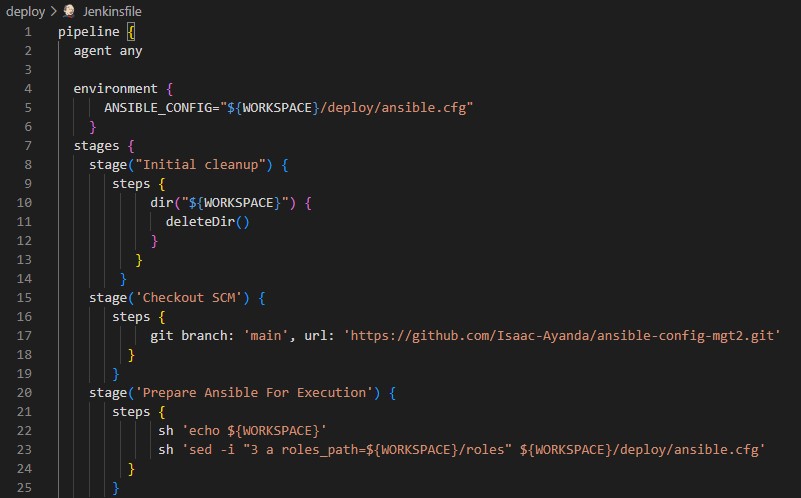 deploy > Jenkinsfile
1 pipeline {
2 agent any
3
4 environment {
5 ANSIBLE_CONFIG="${WORKSPACE}/deploy/ansible.cfg"
6 }
7 stages {
8 stage("Initial cleanup") {
9 steps {
10 dir("${WORKSPACE}") {
11 deleteDir()
12 }
13 }
14 }
15 stage('Checkout SCM') {
16 steps {
17 git branch: 'main', url: 'https://github.com/Isaac-Ayanda/ansible-config-mgt2.git'
18 }
19 }
20 stage('Prepare Ansible For Execution') {
21 steps {
22 sh 'echo ${WORKSPACE}'
23 sh 'sed -i "3 a roles_path=${WORKSPACE}/roles" ${WORKSPACE}/deploy/ansible.cfg'
24 }
25 }